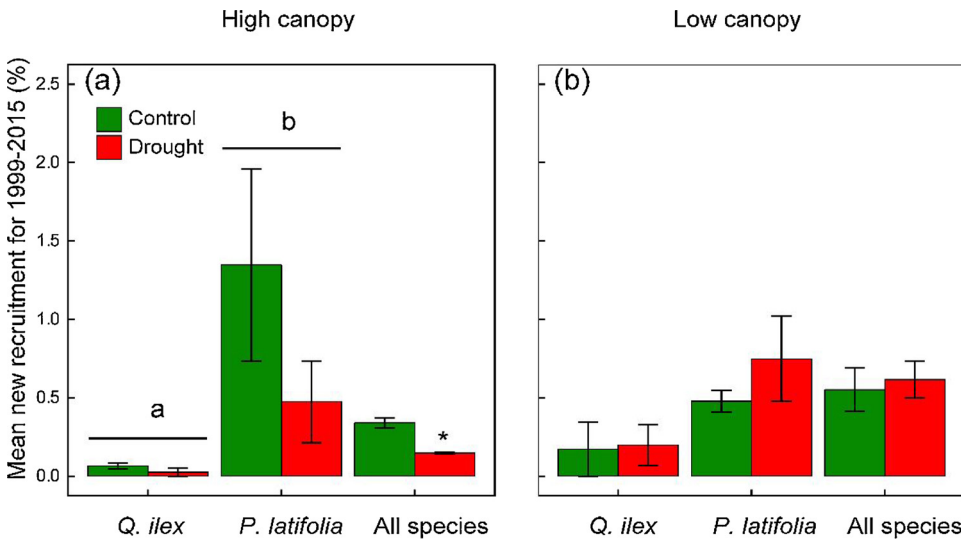 High canopy
Low canopy
Mean new recruitment for 1999-2015 (%)
(a)
Control
Drought
2.5
2.0
1.5
1.0
0.5
0.0
a
b
*
Q. ilex
P. latifolia
All species
(b)
Q. ilex
P. latifolia
All species